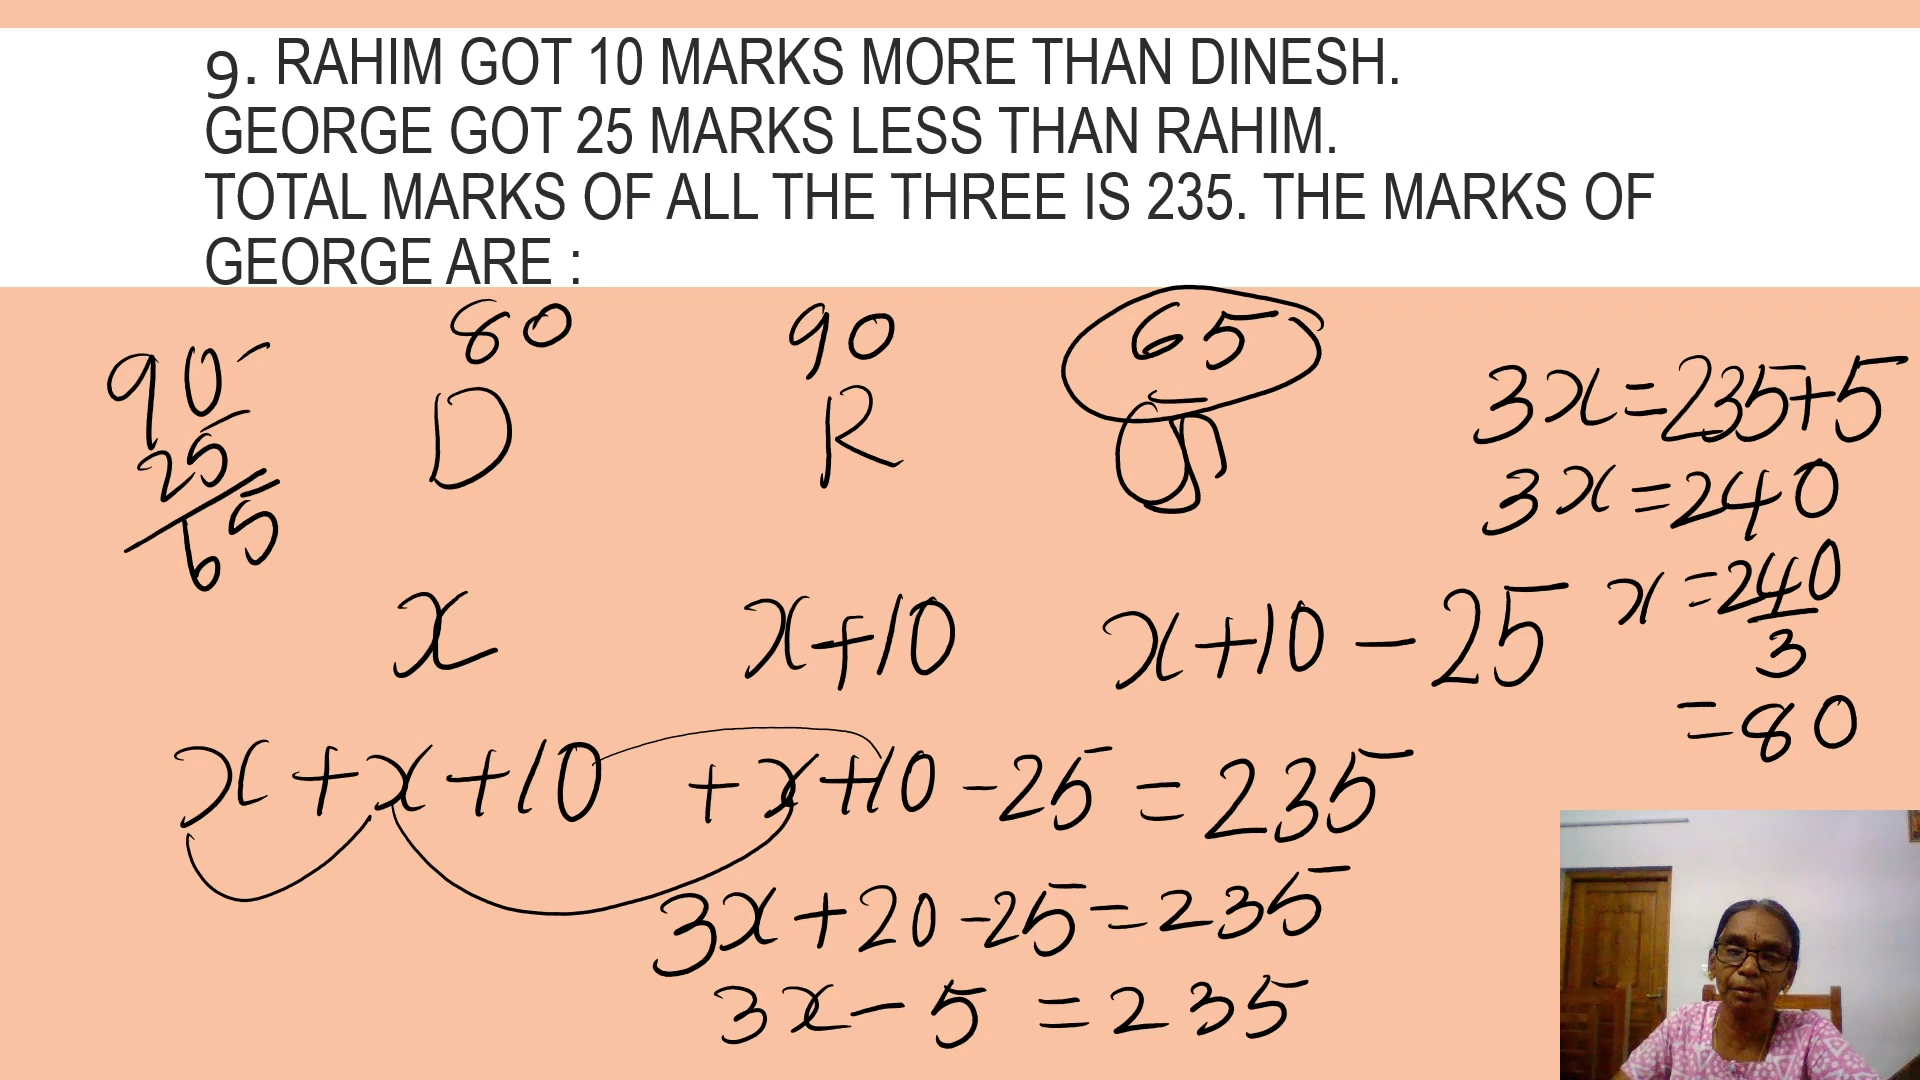 9. RAHIM GOT 10 MARKS MORE THAN DINESH.
GEORGE GOT 25 MARKS LESS THAN RAHIM.
TOTAL MARKS OF ALL THE THREE IS 235. THE MARKS OF
GEORGE ARE :
80 90 65
D R G
90 -
25
65
x x+10 x+10-25
x+x+10 +x+10-25=235
3x+20-25=235
3x-5 =235
3x=235+5
3x=240
x=240
3
=80